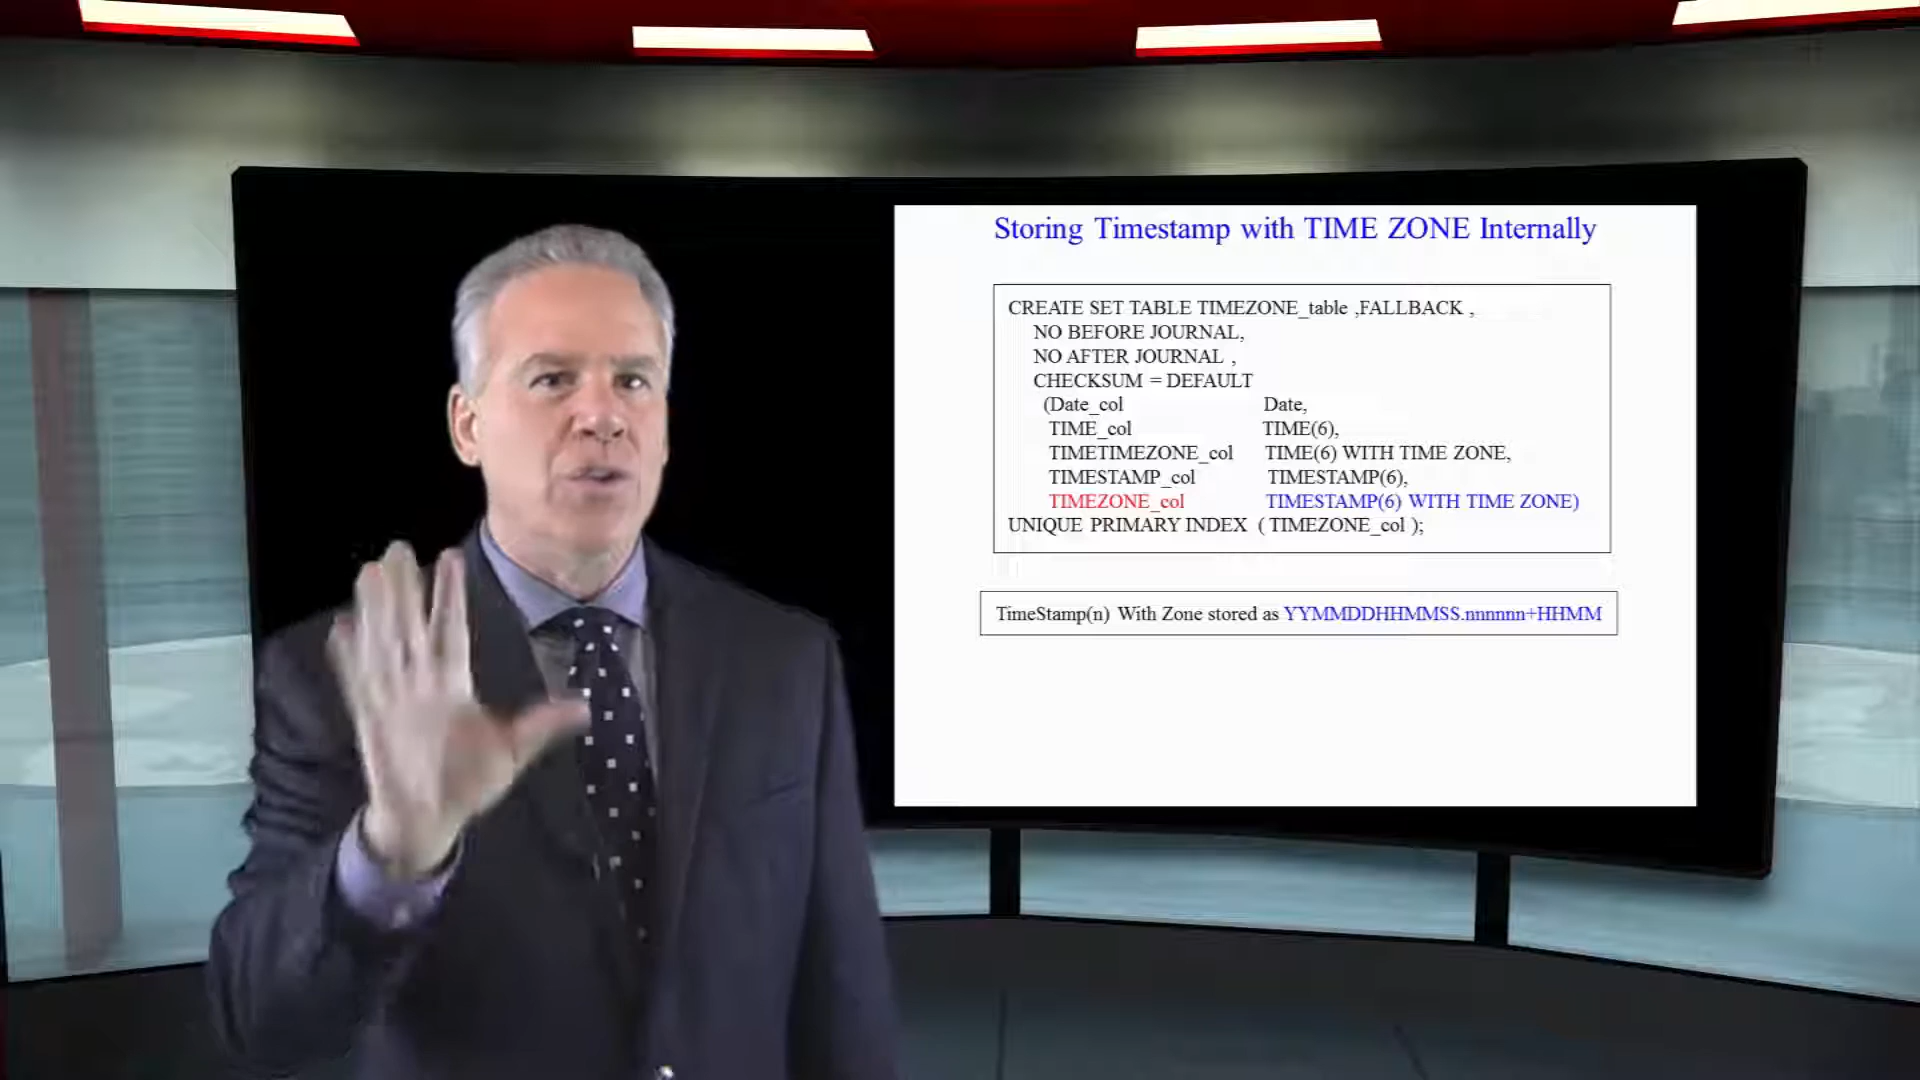 Storing Timestamp with TIME ZONE Internally
CREATE SET TABLE TIMEZONE_table ,FALLBACK ,
NO BEFORE JOURNAL,
NO AFTER JOURNAL ,
CHECKSUM = DEFAULT
(Date_col Date,
TIME_col TIME(6),
TIMETIMEZONE_col TIME(6) WITH TIME ZONE,
TIMESTAMP_col TIMESTAMP(6),
TIMEZONE_col TIMESTAMP(6) WITH TIME ZONE)
UNIQUE PRIMARY INDEX ( TIMEZONE_col );
TimeStamp(n) With Zone stored as YYMMDDHHMMSS.nnnnnn+HHMM